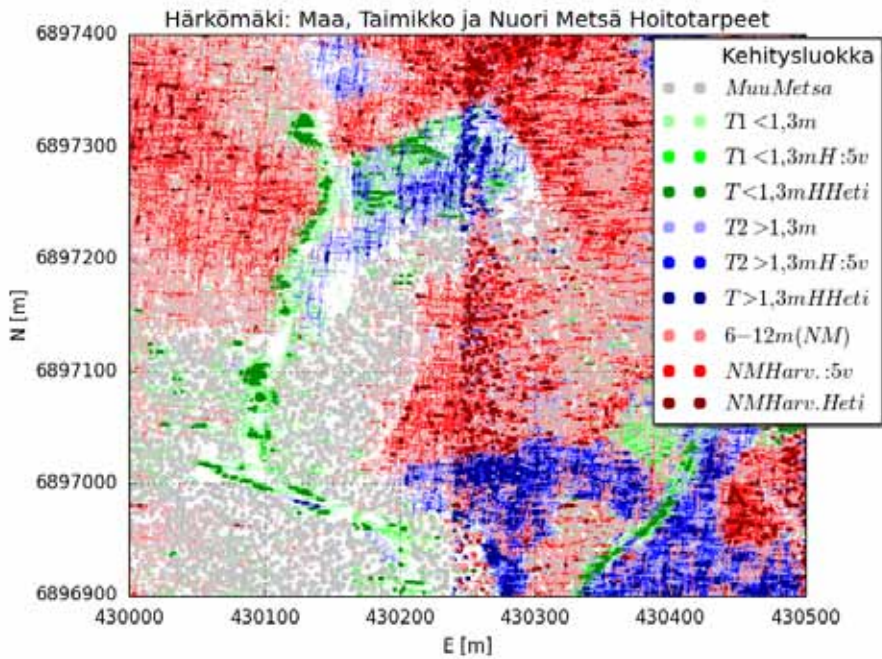 Härkömäki: Maa, Taimikko ja Nuori Metsä Hoitotarpeet
6897400
6897300
6897200
6897100
6897000
6896900
N [m]
Kehitysluokka
MuuMetsa
T1<1,3m
T1<1,3mH:5v
T<1,3mHHeti
T2>1,3m
T2>1,3mH:5v
T>1,3mHHeti
6−12m(NM)
NMHarv.:5v
NMHarv.Heti
430000 430100 430200 430300 430400 430500
E [m]